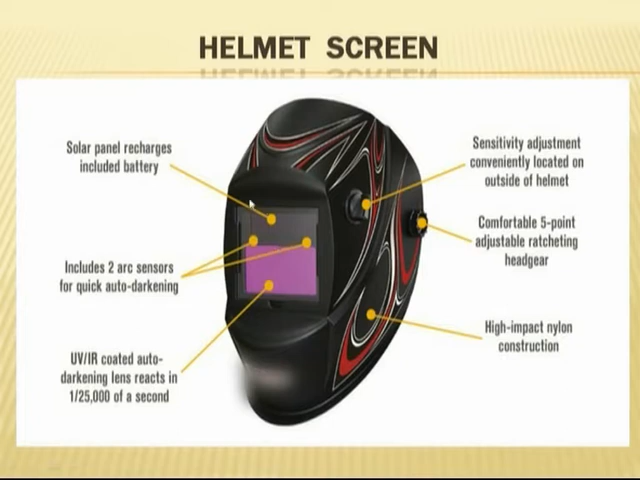 HELMET SCREEN
Solar panel recharges
included battery
Includes 2 arc sensors
for quick auto-darkening
UV/IR coated auto-
darkening lens reacts in
1/25,000 of a second
Sensitivity adjustment
conveniently located on
outside of helmet
Comfortable 5-point
adjustable ratcheting
headgear
High-impact nylon
construction